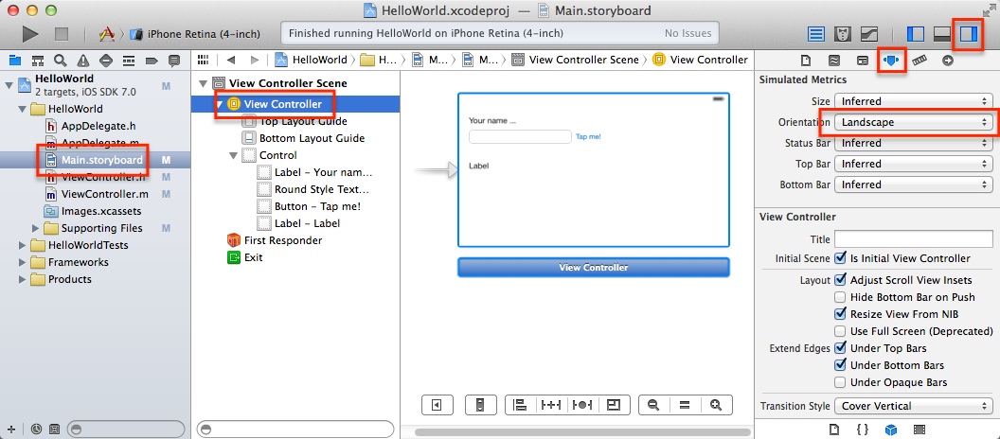 HelloWorld.xcodeproj — Main.storyboard
iPhone Retina (4-inch)
Finished running HelloWorld on iPhone Retina (4-inch)
No Issues
HelloWorld
H...
M...
M...
View Controller Scene
View Controller
HelloWorld
2 targets, iOS SDK 7.0
M
HelloWorld
AppDelegate.h
AppDelegate.m
Main.storyboard
M
ViewController.h
M
ViewController.m
M
Images.xcassets
Supporting Files
M
HelloWorldTests
Frameworks
Products
View Controller Scene
View Controller
Top Layout Guide
Bottom Layout Guide
Control
Label – Your nam...
Round Style Text...
Button – Tap me!
Label – Label
First Responder
Exit
Your name ...
Tap me!
Label
View Controller
Simulated Metrics
Size Inferred
Orientation Landscape
Status Bar Inferred
Top Bar Inferred
Bottom Bar Inferred
View Controller
Title
Initial Scene Is Initial View Controller
Layout Adjust Scroll View Insets
Hide Bottom Bar on Push
Resize View From NIB
Use Full Screen (Deprecated)
Extend Edges Under Top Bars
Under Bottom Bars
Under Opaque Bars
Transition Style Cover Vertical